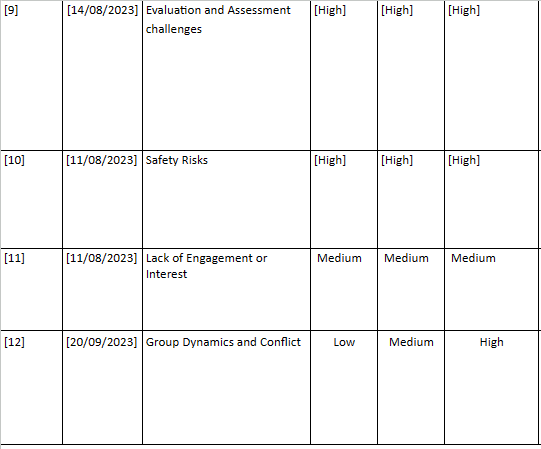 [9] [14/08/2023] Evaluation and Assessment [High] [High] [High]
challenges
[10] [11/08/2023] Safety Risks [High] [High] [High]
[11] [11/08/2023] Lack of Engagement or Medium Medium Medium
Interest
[12] [20/09/2023] Group Dynamics and Conflict Low Medium High